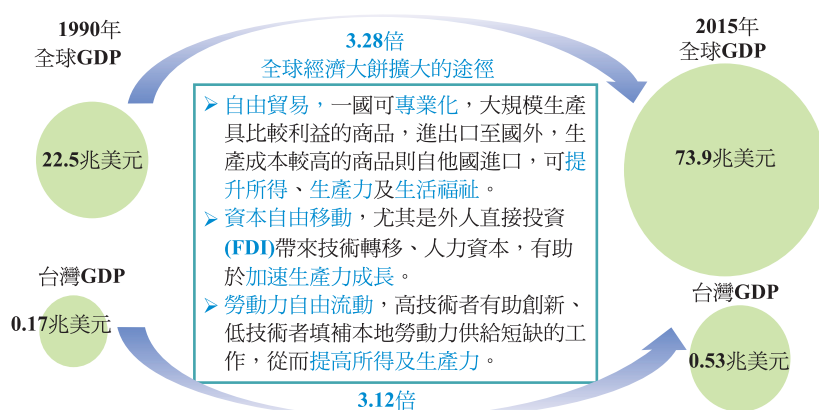 1990年
全球GDP
22.5兆美元
台灣GDP
0.17兆美元
3.28倍
全球經濟大餅擴大的途徑
➢ 自由貿易，一國可專業化，大規模生產
具比較利益的商品，進出口至國外，生
產成本較高的商品則自他國進口，可提
升所得、生產力及生活福祉。
➢ 資本自由移動，尤其是外人直接投資
(FDI)帶來技術轉移、人力資本，有助
於加速生產力成長。
➢ 勞動力自由流動，高技術者有助創新、
低技術者填補本地勞動力供給短缺的工
作，從而提高所得及生產力。
3.12倍
2015年
全球GDP
73.9兆美元
台灣GDP
0.53兆美元